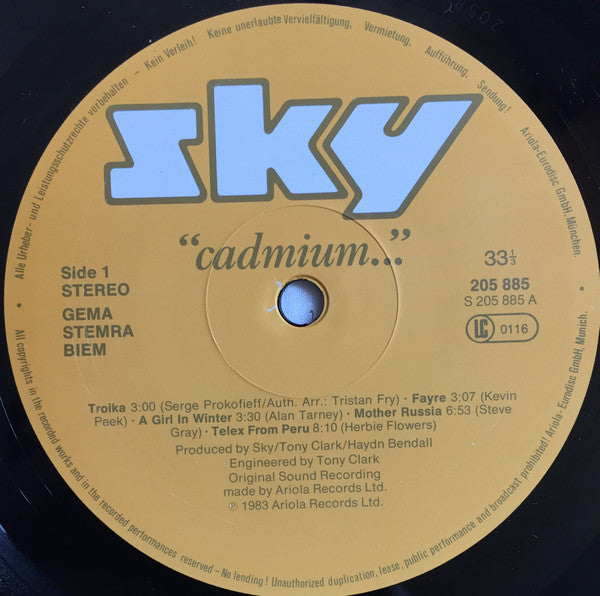 Alle Urheber- und Leistungsschutzrechte vorbehalten – Kein Verleih! Keine unerlaubte Vervielfältigung, Vermietung, Aufführung, Sendung! Ariola-Eurodisc GmbH, München.
sky
“cadmium...”
Side 1
STEREO
GEMA
STEMRA
BIEM
33⅓
205 885
S 205 885 A
LC 0116
Troika 3:00 (Serge Prokofieff/Auth. Arr.: Tristan Fry) · Fayre 3:07 (Kevin
Peek) · A Girl In Winter 3:30 (Alan Tarney) · Mother Russia 6:53 (Steve
Gray) · Telex From Peru 8:10 (Herbie Flowers)
Produced by Sky/Tony Clark/Haydn Bendall
Engineered by Tony Clark
Original Sound Recording
made by Ariola Records Ltd.
℗ 1983 Ariola Records Ltd.
All copyrights in the recorded works and in the recorded performances reserved – No lending! Unauthorized duplication, lease, public performance and broadcast prohibited! Ariola-Eurodisc GmbH, Munich.